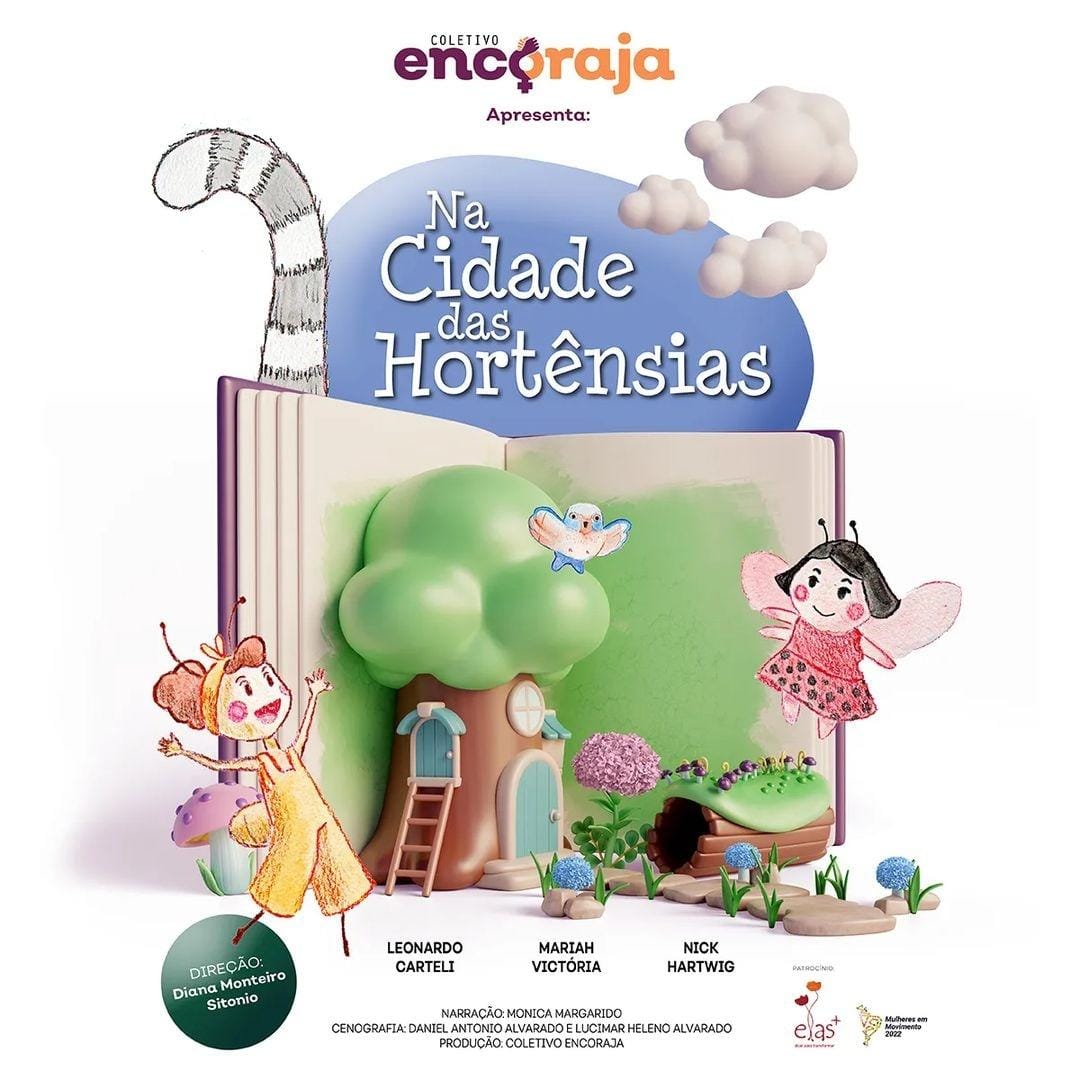 COLETIVO
encoraja
Apresenta:
Na
Cidade
das
Hortênsias
DIREÇÃO:
Diana Monteiro
Sitonio
LEONARDO
CARTELI
MARIAH
VICTÓRIA
NICK
HARTWIG
NARRAÇÃO: MONICA MARGARIDO
CENOGRAFIA: DANIEL ANTONIO ALVARADO E LUCIMAR HELENO ALVARADO
PRODUÇÃO: COLETIVO ENCORAJA
PATROCÍNIO:
elas+
Mulheres em
Movimento
2022